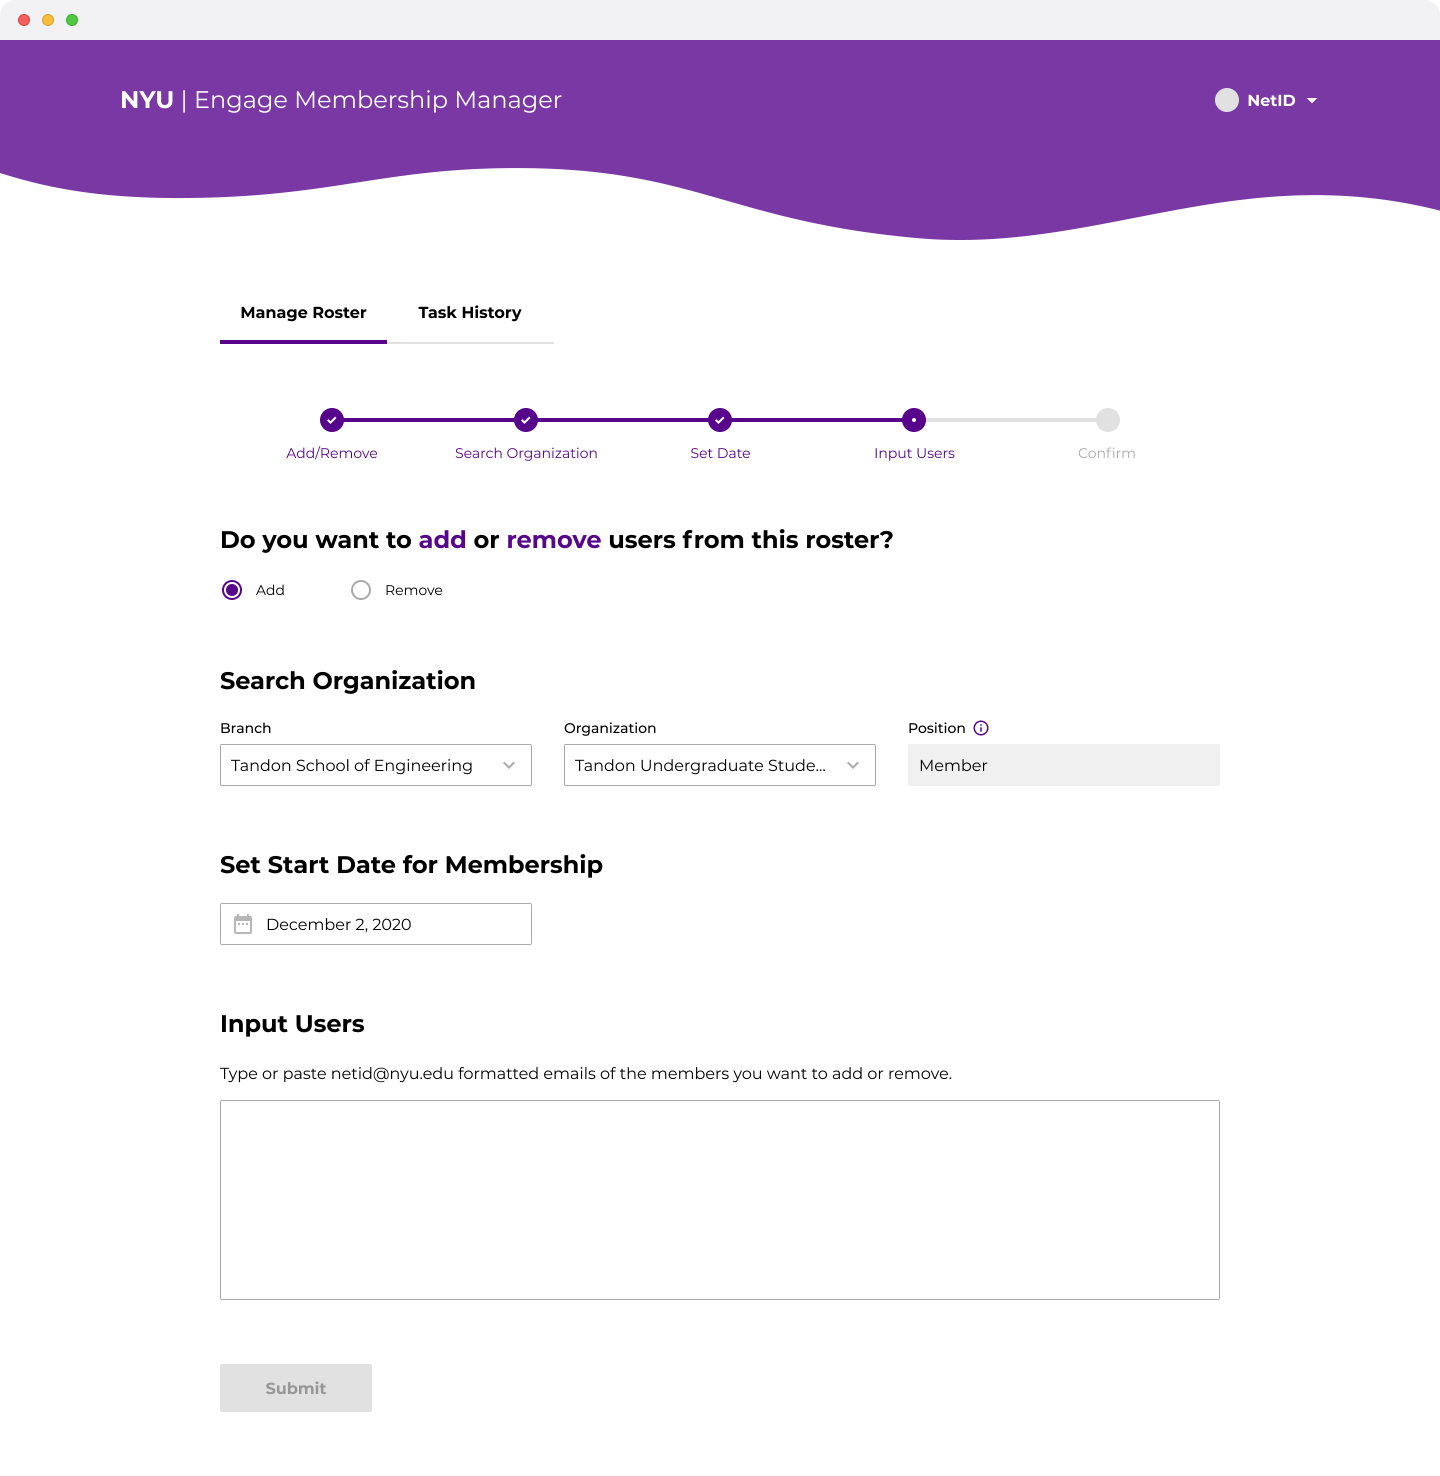 NYU | Engage Membership Manager
NetID
Manage Roster
Task History
Add/Remove
Search Organization
Set Date
Input Users
Confirm
Do you want to add or remove users from this roster?
Add
Remove
Search Organization
Branch
Organization
Position
Tandon School of Engineering
Tandon Undergraduate Stude...
Member
Set Start Date for Membership
December 2, 2020
Input Users
Type or paste netid@nyu.edu formatted emails of the members you want to add or remove.
Submit